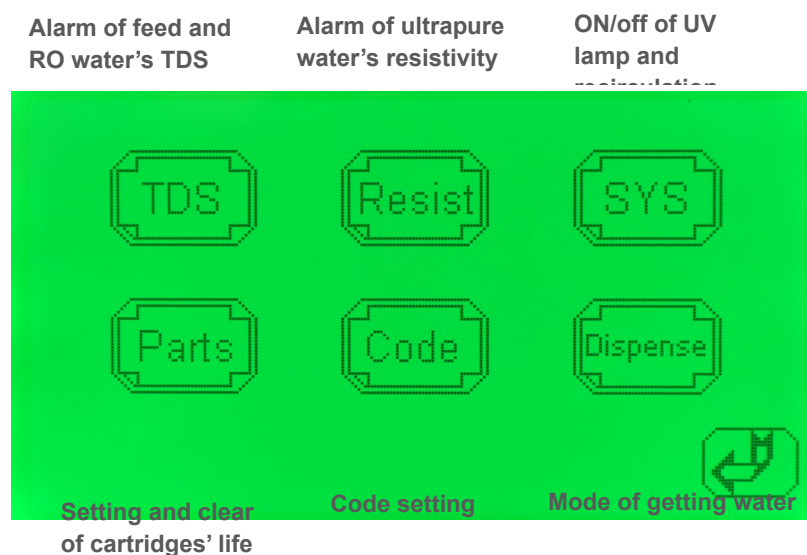 Alarm of feed and
RO water's TDS
Alarm of ultrapure
water's resistivity
ON/off of UV
lamp and
TDS
Resist
SYS
Parts
Code
Dispense
Setting and clear
of cartridges' life
Code setting
Mode of getting water